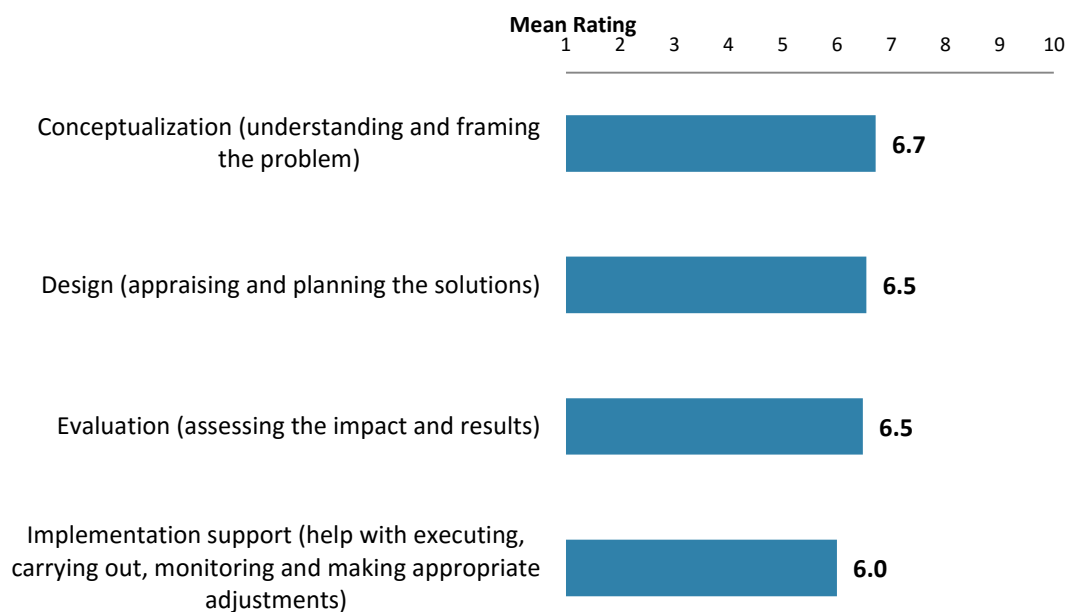 Mean Rating
1 2 3 4 5 6 7 8 9 10
Conceptualization (understanding and framing
the problem)
6.7
Design (appraising and planning the solutions)
6.5
Evaluation (assessing the impact and results)
6.5
Implementation support (help with executing,
carrying out, monitoring and making appropriate
adjustments)
6.0